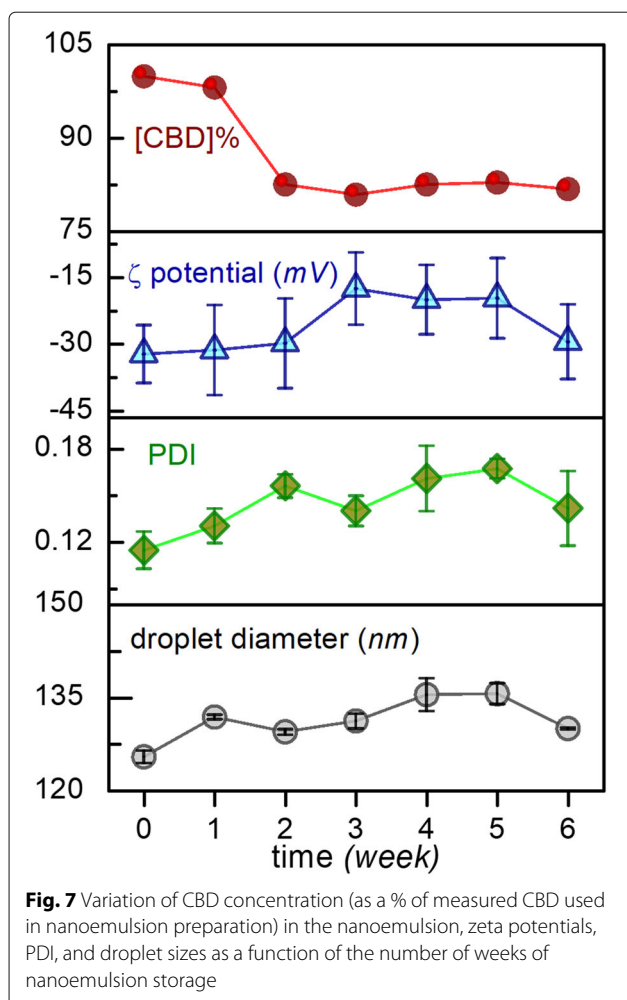 105
90
[CBD]%
75
-15
ζ potential (mV)
-30
-45
0.18
PDI
0.12
150
droplet diameter (nm)
135
120
0 1 2 3 4 5 6
time (week)
Fig. 7 Variation of CBD concentration (as a % of measured CBD used
in nanoemulsion preparation) in the nanoemulsion, zeta potentials,
PDI, and droplet sizes as a function of the number of weeks of
nanoemulsion storage